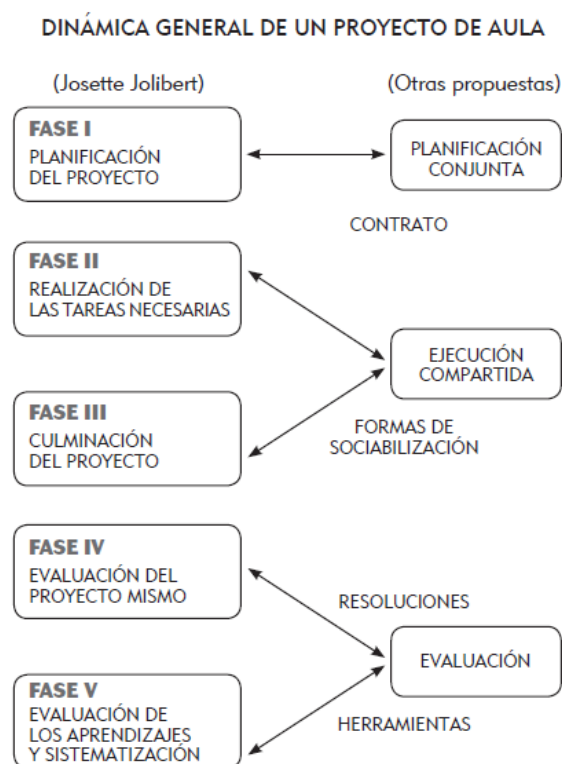 DINÁMICA GENERAL DE UN PROYECTO DE AULA
(Josette Jolibert)
(Otras propuestas)
FASE I
PLANIFICACIÓN
DEL PROYECTO
PLANIFICACIÓN
CONJUNTA
CONTRATO
FASE II
REALIZACIÓN DE
LAS TAREAS NECESARIAS
EJECUCIÓN
COMPARTIDA
FASE III
CULMINACIÓN
DEL PROYECTO
FORMAS DE
SOCIABILIZACIÓN
FASE IV
EVALUACIÓN DEL
PROYECTO MISMO
RESOLUCIONES
EVALUACIÓN
FASE V
EVALUACIÓN DE
LOS APRENDIZAJES
Y SISTEMATIZACIÓN
HERRAMIENTAS